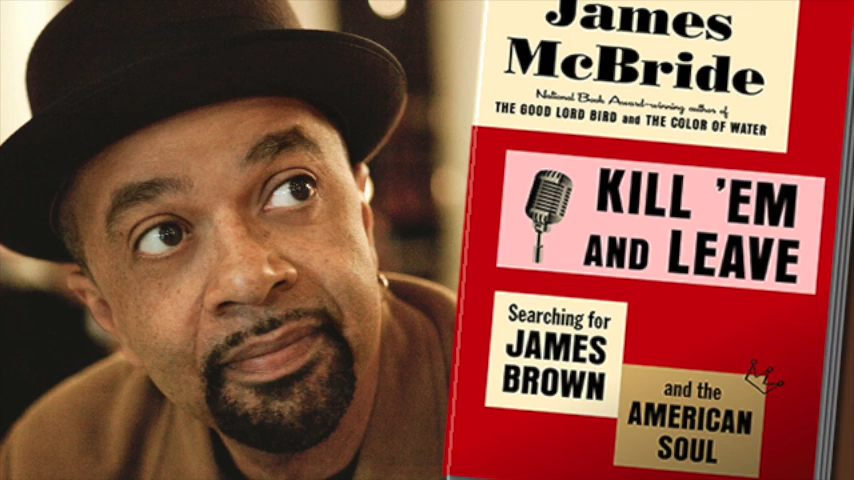 James
McBride
National Book Award-winning author of
THE GOOD LORD BIRD and THE COLOR OF WATER
KILL 'EM
AND LEAVE
Searching for
JAMES
BROWN
and the
AMERICAN
SOUL